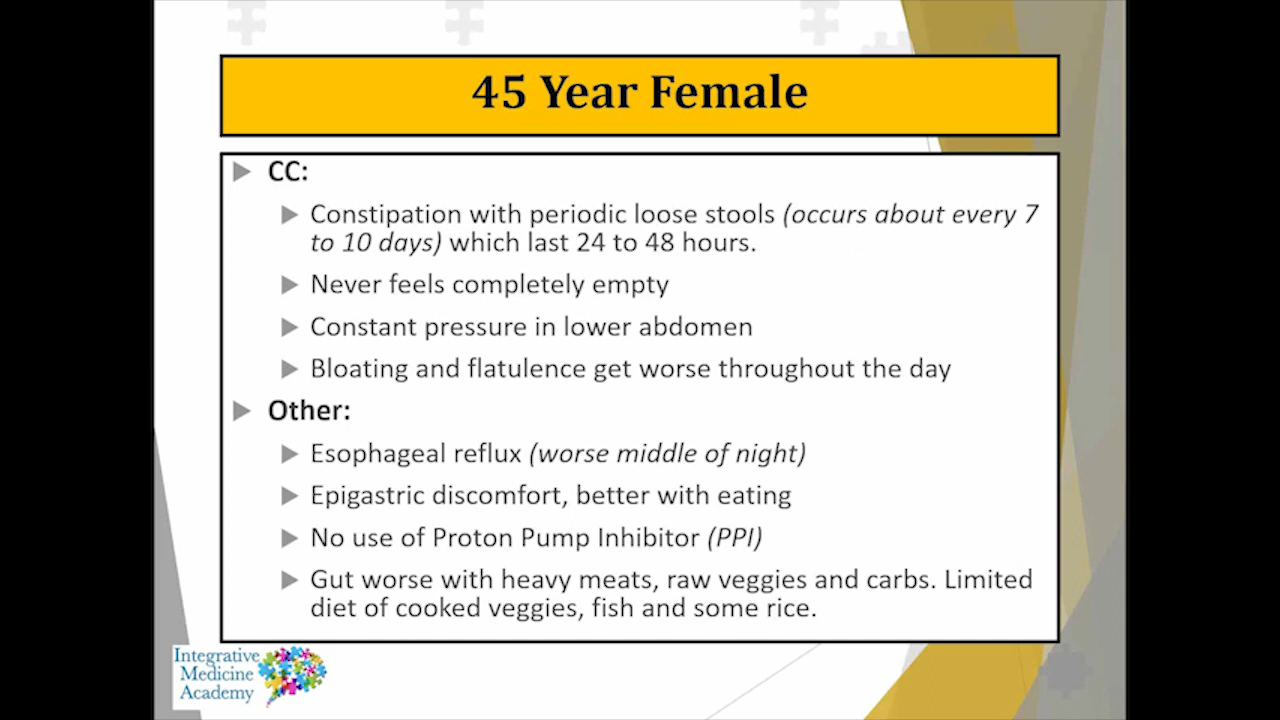 45 Year Female
CC:
Constipation with periodic loose stools (occurs about every 7
to 10 days) which last 24 to 48 hours.
Never feels completely empty
Constant pressure in lower abdomen
Bloating and flatulence get worse throughout the day
Other:
Esophageal reflux (worse middle of night)
Epigastric discomfort, better with eating
No use of Proton Pump Inhibitor (PPI)
Gut worse with heavy meats, raw veggies and carbs. Limited
diet of cooked veggies, fish and some rice.
Integrative
Medicine
Academy